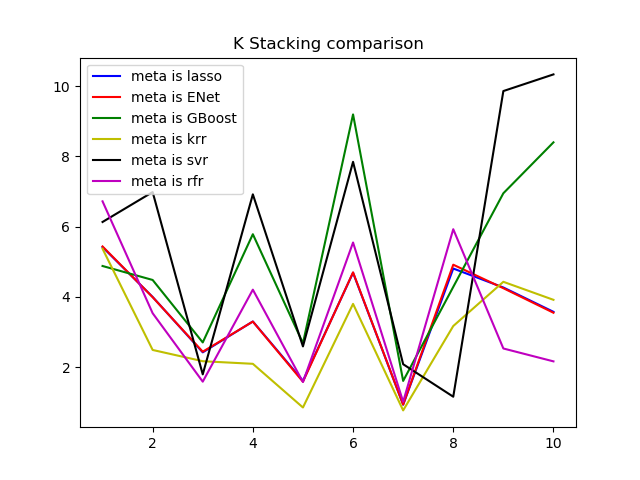 K Stacking comparison
meta is lasso
meta is ENet
meta is GBoost
meta is krr
meta is svr
meta is rfr
10
8
6
4
2
2 4 6 8 10